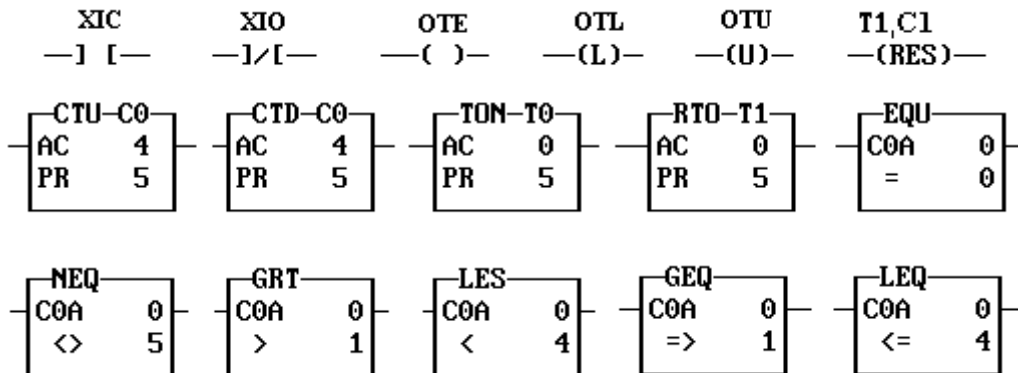 XIC XIO OTE OTL OTU T1,C1
—] [— —]/[— —( )— —(L)— —(U)— —(RES)—
CTU-C0 CTD-C0 TON-T0 RTO-T1 EQU
AC 4 AC 4 AC 0 AC 0 C0A 0
PR 5 PR 5 PR 5 PR 5 = 0
NEQ GRT LES GEQ LEQ
C0A 0 C0A 0 C0A 0 C0A 0 C0A 0
<> 5 > 1 < 4 => 1 <= 4